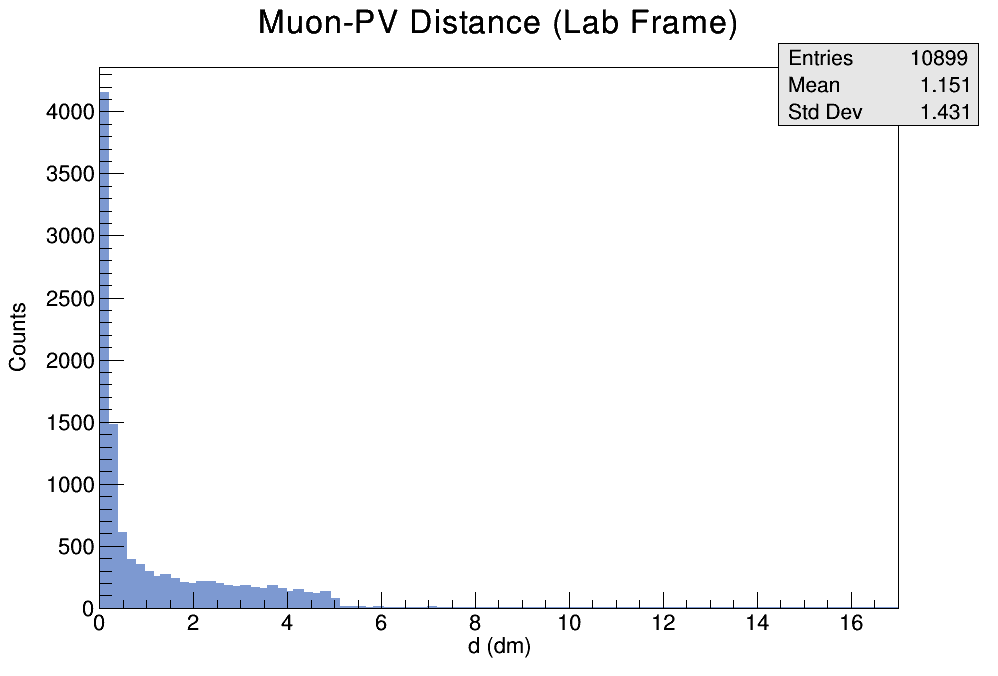 Muon-PV Distance (Lab Frame)
Entries 10899
Mean 1.151
Std Dev 1.431
Counts
4000
3500
3000
2500
2000
1500
1000
500
0
0 2 4 6 8 10 12 14 16
d (dm)